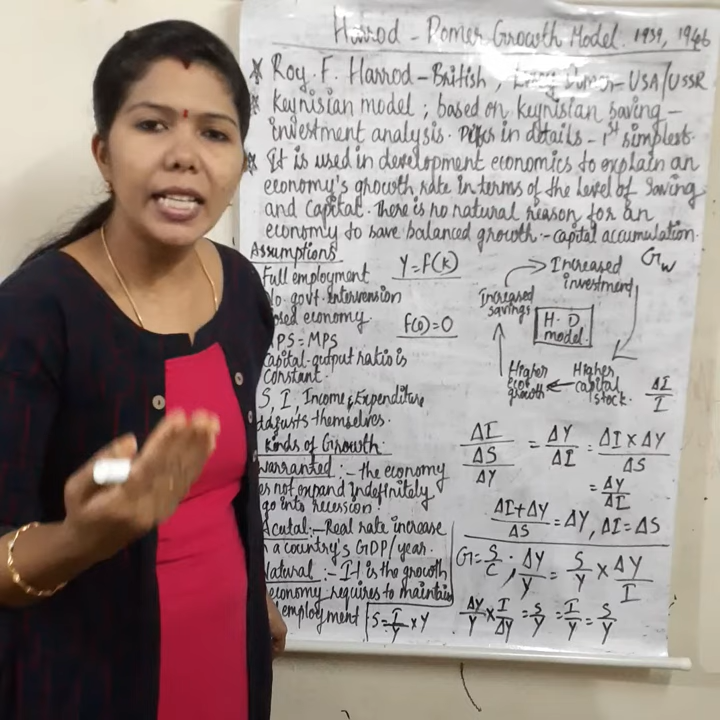 Harrod - Domer Growth Model. 1939, 1946
* Roy. F. Harrod - British, Domer - USA/USSR
* Keynisian model; based on keynisian saving -
investment analysis. in details - 1st simplest.
* It is used in development economics to explain an
economy's growth rate in terms of the level of saving
and capital. There is no natural reason for an
economy to save balanced growth - capital accumulation.
Assumptions
Full employment
govt. intervension
economy.
MPS = MPS
Capital-output ratio is
constant.
S, I, Income & Expenditure
adjusts themselves.
Y = f(K)
F(0) = 0
Increased savings
Increased investment
Higher capital stock.
Higher growth
H-D model
Gw
ΔI/I
Kinds of Growth
Warranted :- the economy
not expand indefinitely
go into recession!
Acutal :- Real rate increase
a country's GDP/year.
Natural :- It is the growth
economy requires to maintain
employment
S = I/Y × Y
ΔI/(ΔS/ΔY) = ΔY/ΔI = ΔI × ΔY/ΔS
= ΔY/ΔI
ΔI + ΔY/ΔS = ΔY, ΔI = ΔS
G = S/C, ΔY/Y = S/Y × ΔY/I
ΔY/Y × I/ΔY = S/Y = I/Y = S/Y